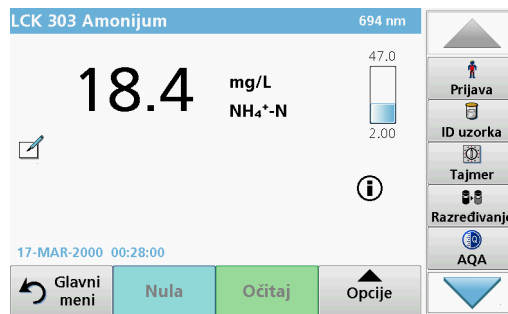 LCK 303 Amonijum 694 nm
47.0
18.4 mg/L
NH₄⁺-N
2.00
17-MAR-2000 00:28:00
Glavni meni
Nula
Očitaj
Opcije
Prijava
ID uzorka
Tajmer
Razređivanje
AQA